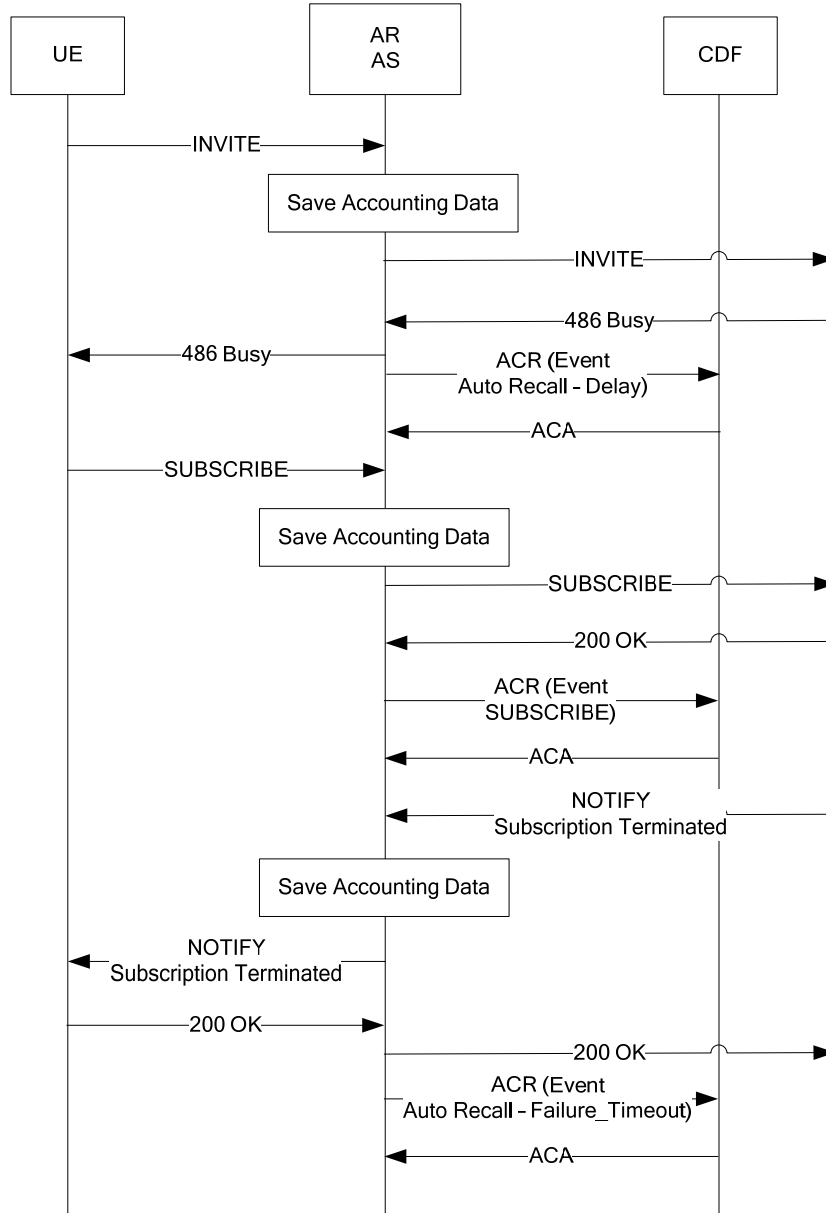 UE
AR
AS
CDF
INVITE
Save Accounting Data
INVITE
486 Busy
486 Busy
ACR (Event
Auto Recall - Delay)
ACA
SUBSCRIBE
Save Accounting Data
SUBSCRIBE
200 OK
ACR (Event
SUBSCRIBE)
ACA
NOTIFY
Subscription Terminated
Save Accounting Data
NOTIFY
Subscription Terminated
200 OK
200 OK
ACR (Event
Auto Recall - Failure_Timeout)
ACA